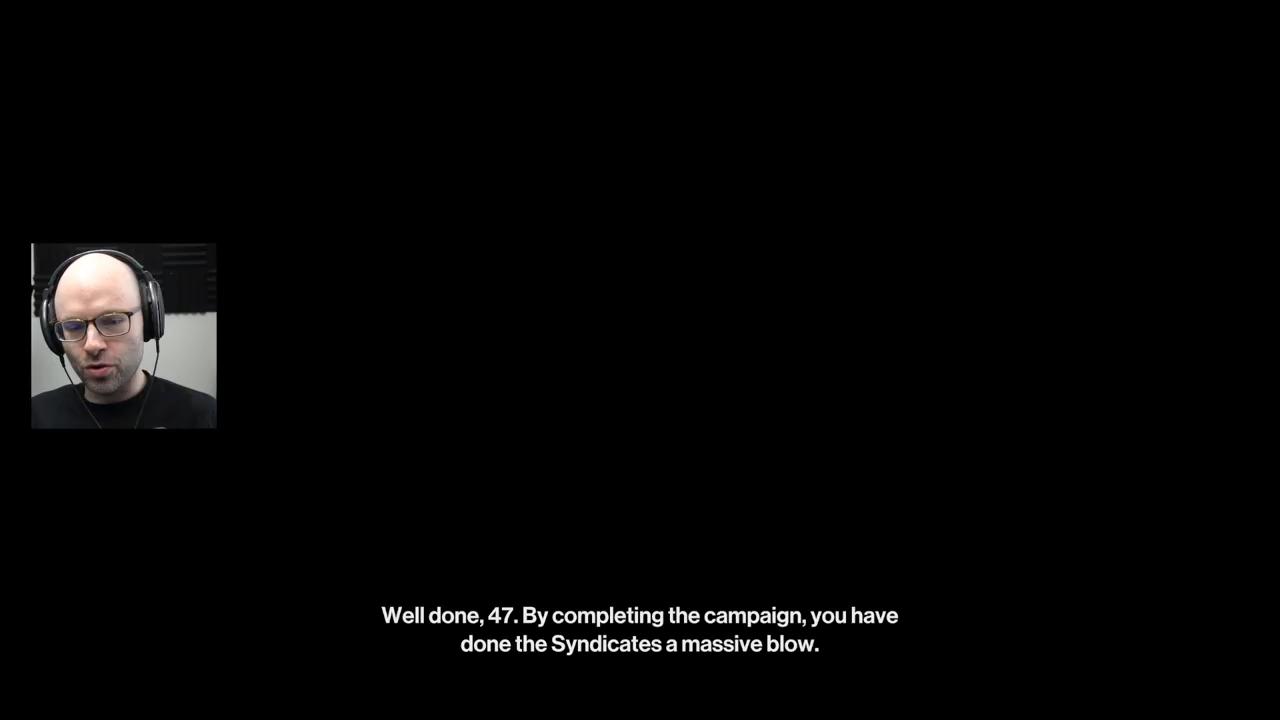 Well done, 47. By completing the campaign, you have
done the Syndicates a massive blow.